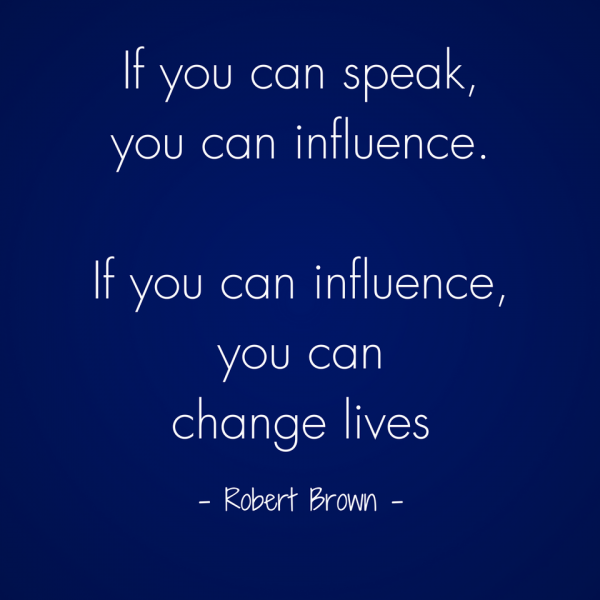 If you can speak,
you can influence.
If you can influence,
you can
change lives
- Robert Brown -